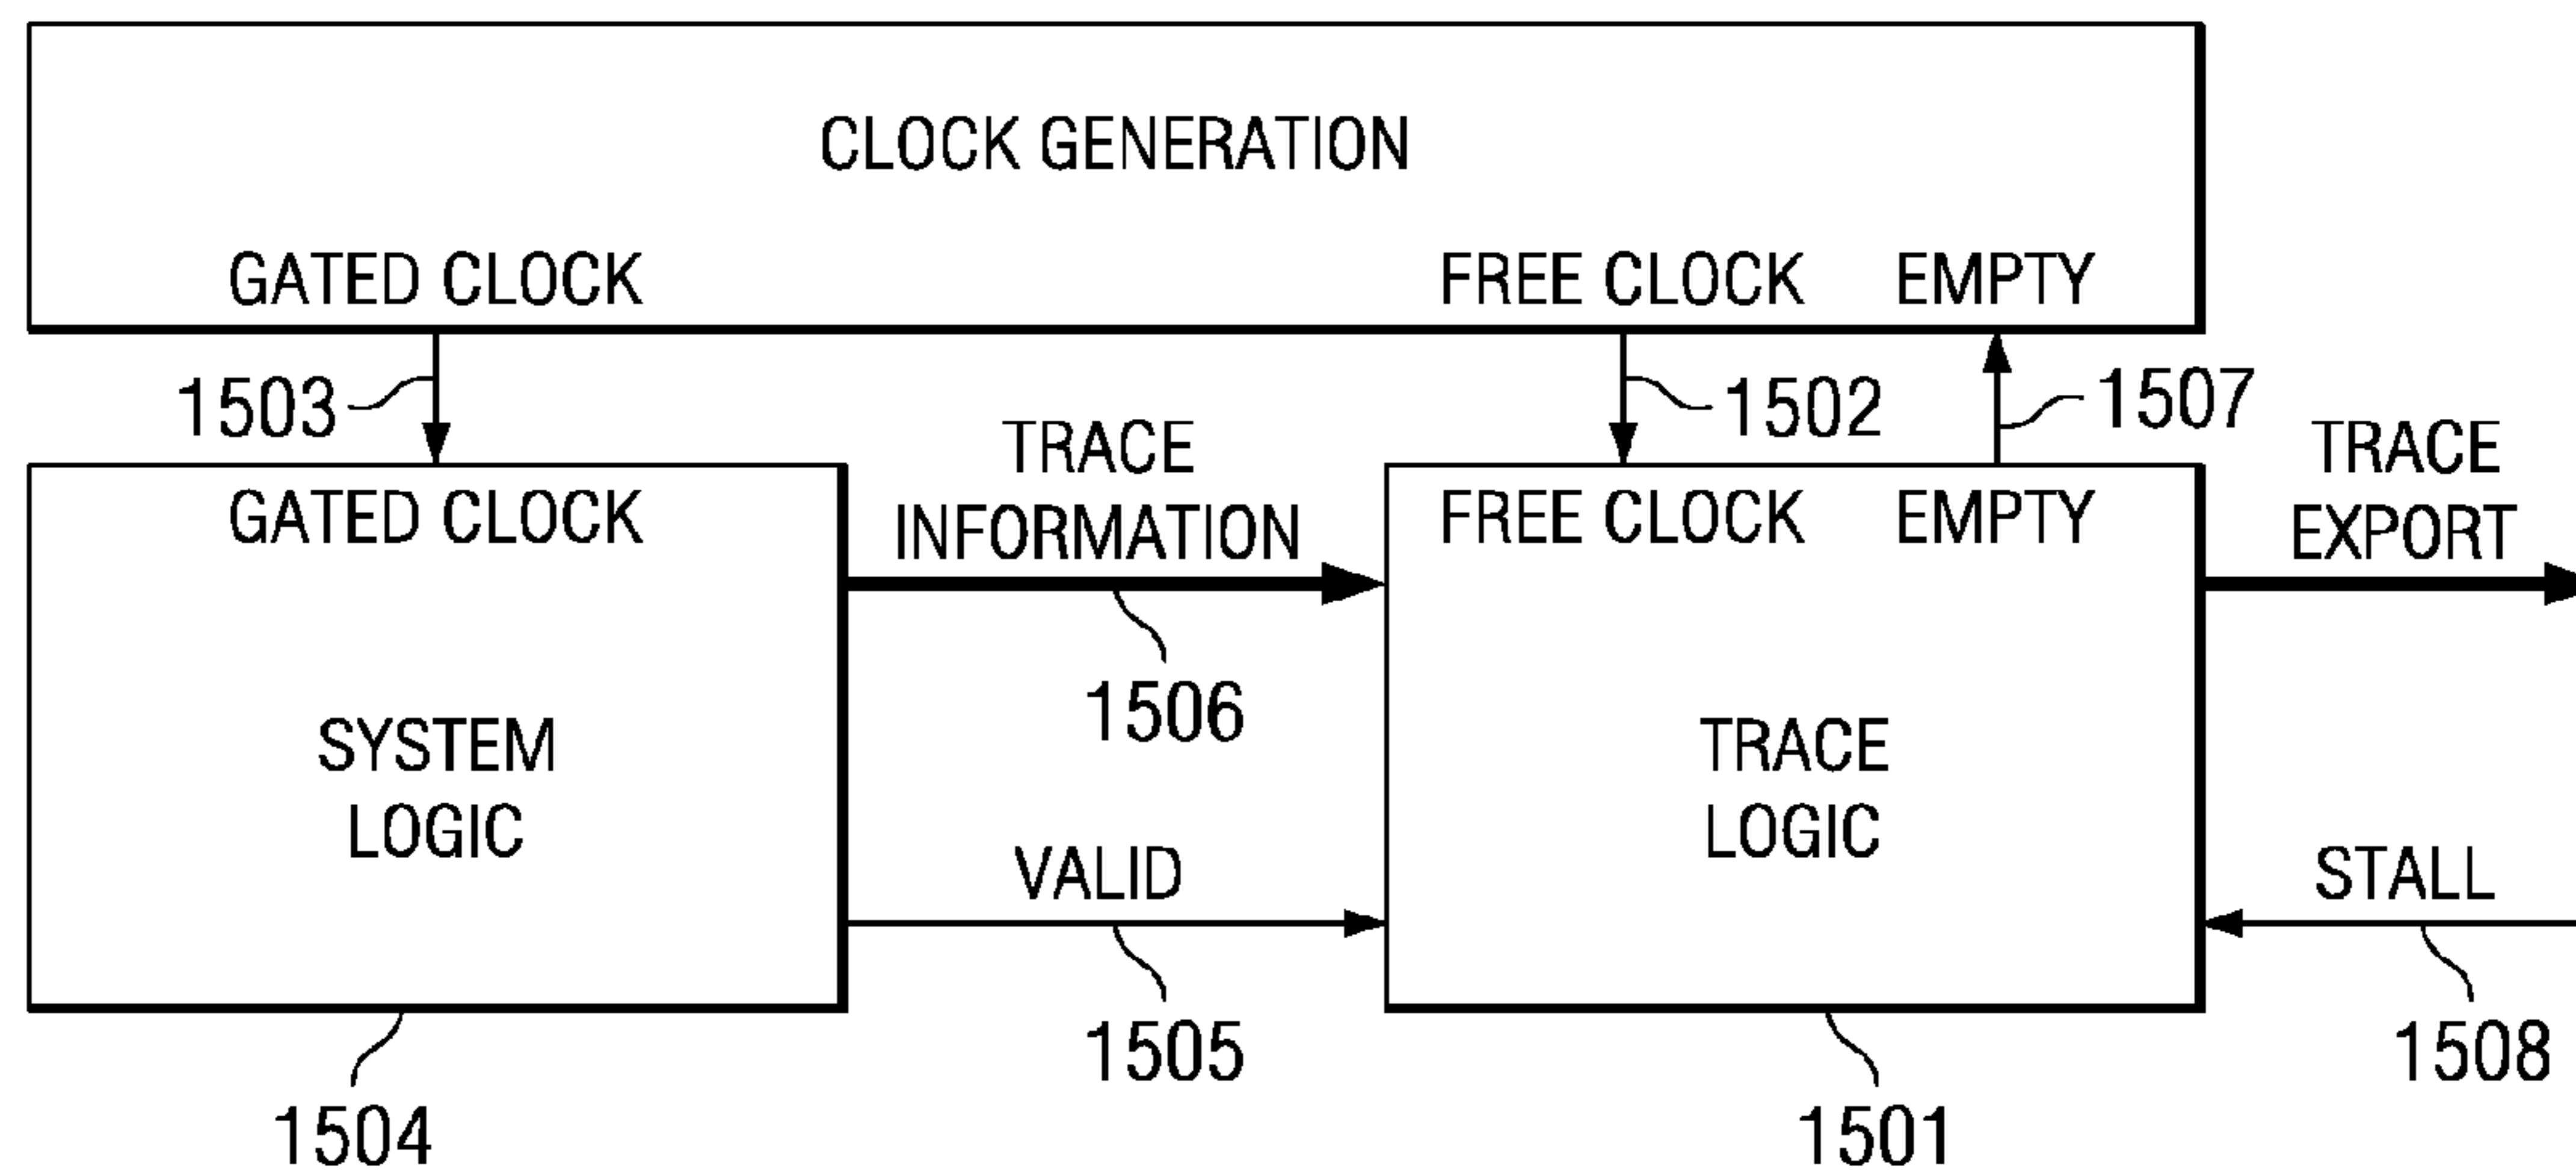 CLOCK GENERATION
GATED CLOCK
FREE CLOCK
EMPTY
1503
1502
1507
TRACE
INFORMATION
TRACE
EXPORT
GATED CLOCK
FREE CLOCK
EMPTY
1506
SYSTEM
LOGIC
TRACE
LOGIC
VALID
STALL
1505
1508
1504
1501